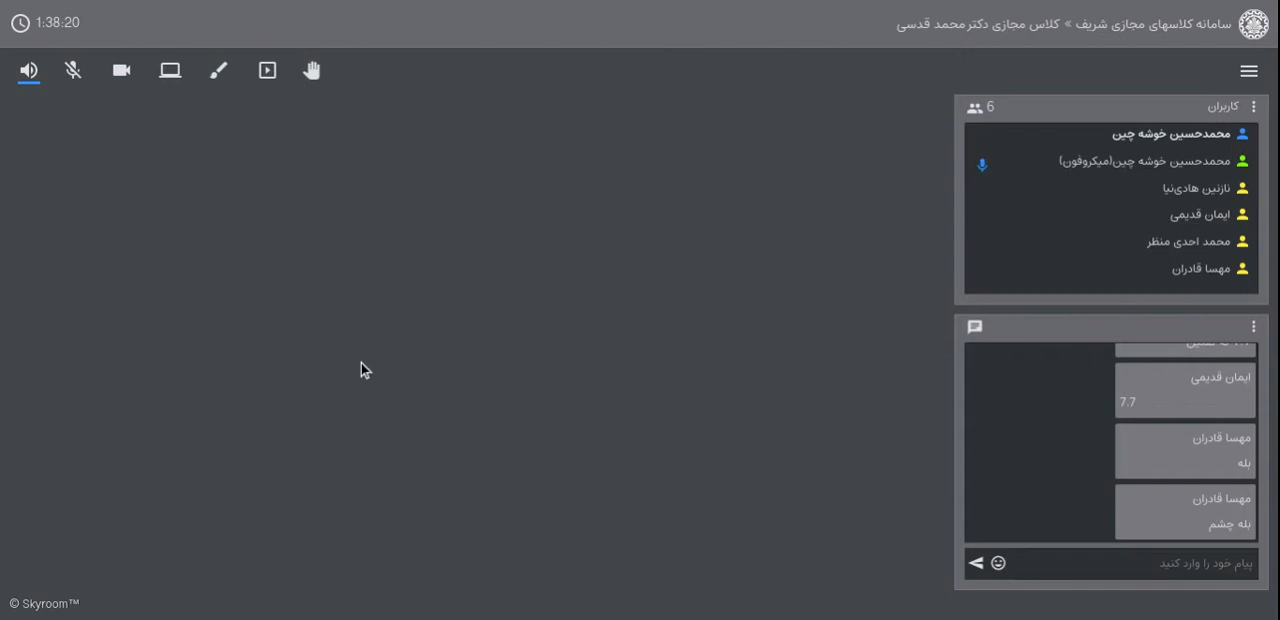 1:38:20
سامانه کلاسهای مجازی شریف » کلاس مجازی دکتر محمد قدسی
6
کاربران
محمدحسین خوشه چین
محمدحسین خوشه چین(میکروفون)
نازنین هادی‌نیا
ایمان قدیمی
محمد احدی منظر
مهسا قادران
ایمان قدیمی
7.7
مهسا قادران
بله
مهسا قادران
بله چشم
پیام خود را وارد کنید
© Skyroom™